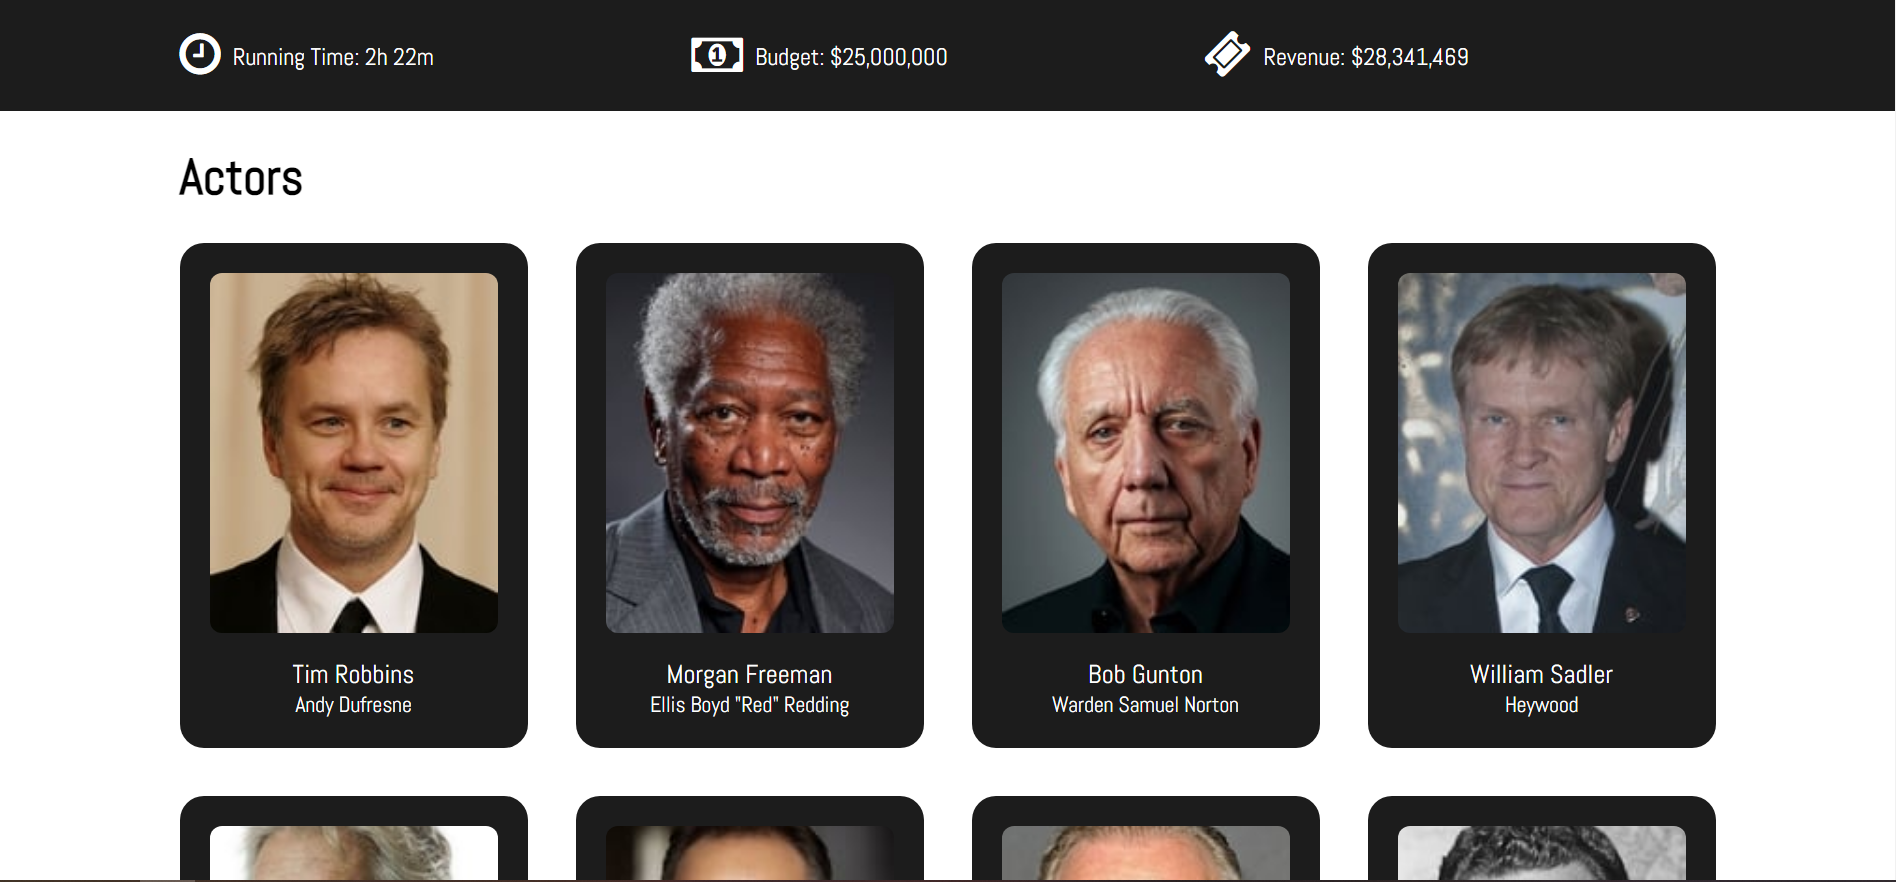 Running Time: 2h 22m
Budget: $25,000,000
Revenue: $28,341,469
Actors
Tim Robbins
Andy Dufresne
Morgan Freeman
Ellis Boyd "Red" Redding
Bob Gunton
Warden Samuel Norton
William Sadler
Heywood